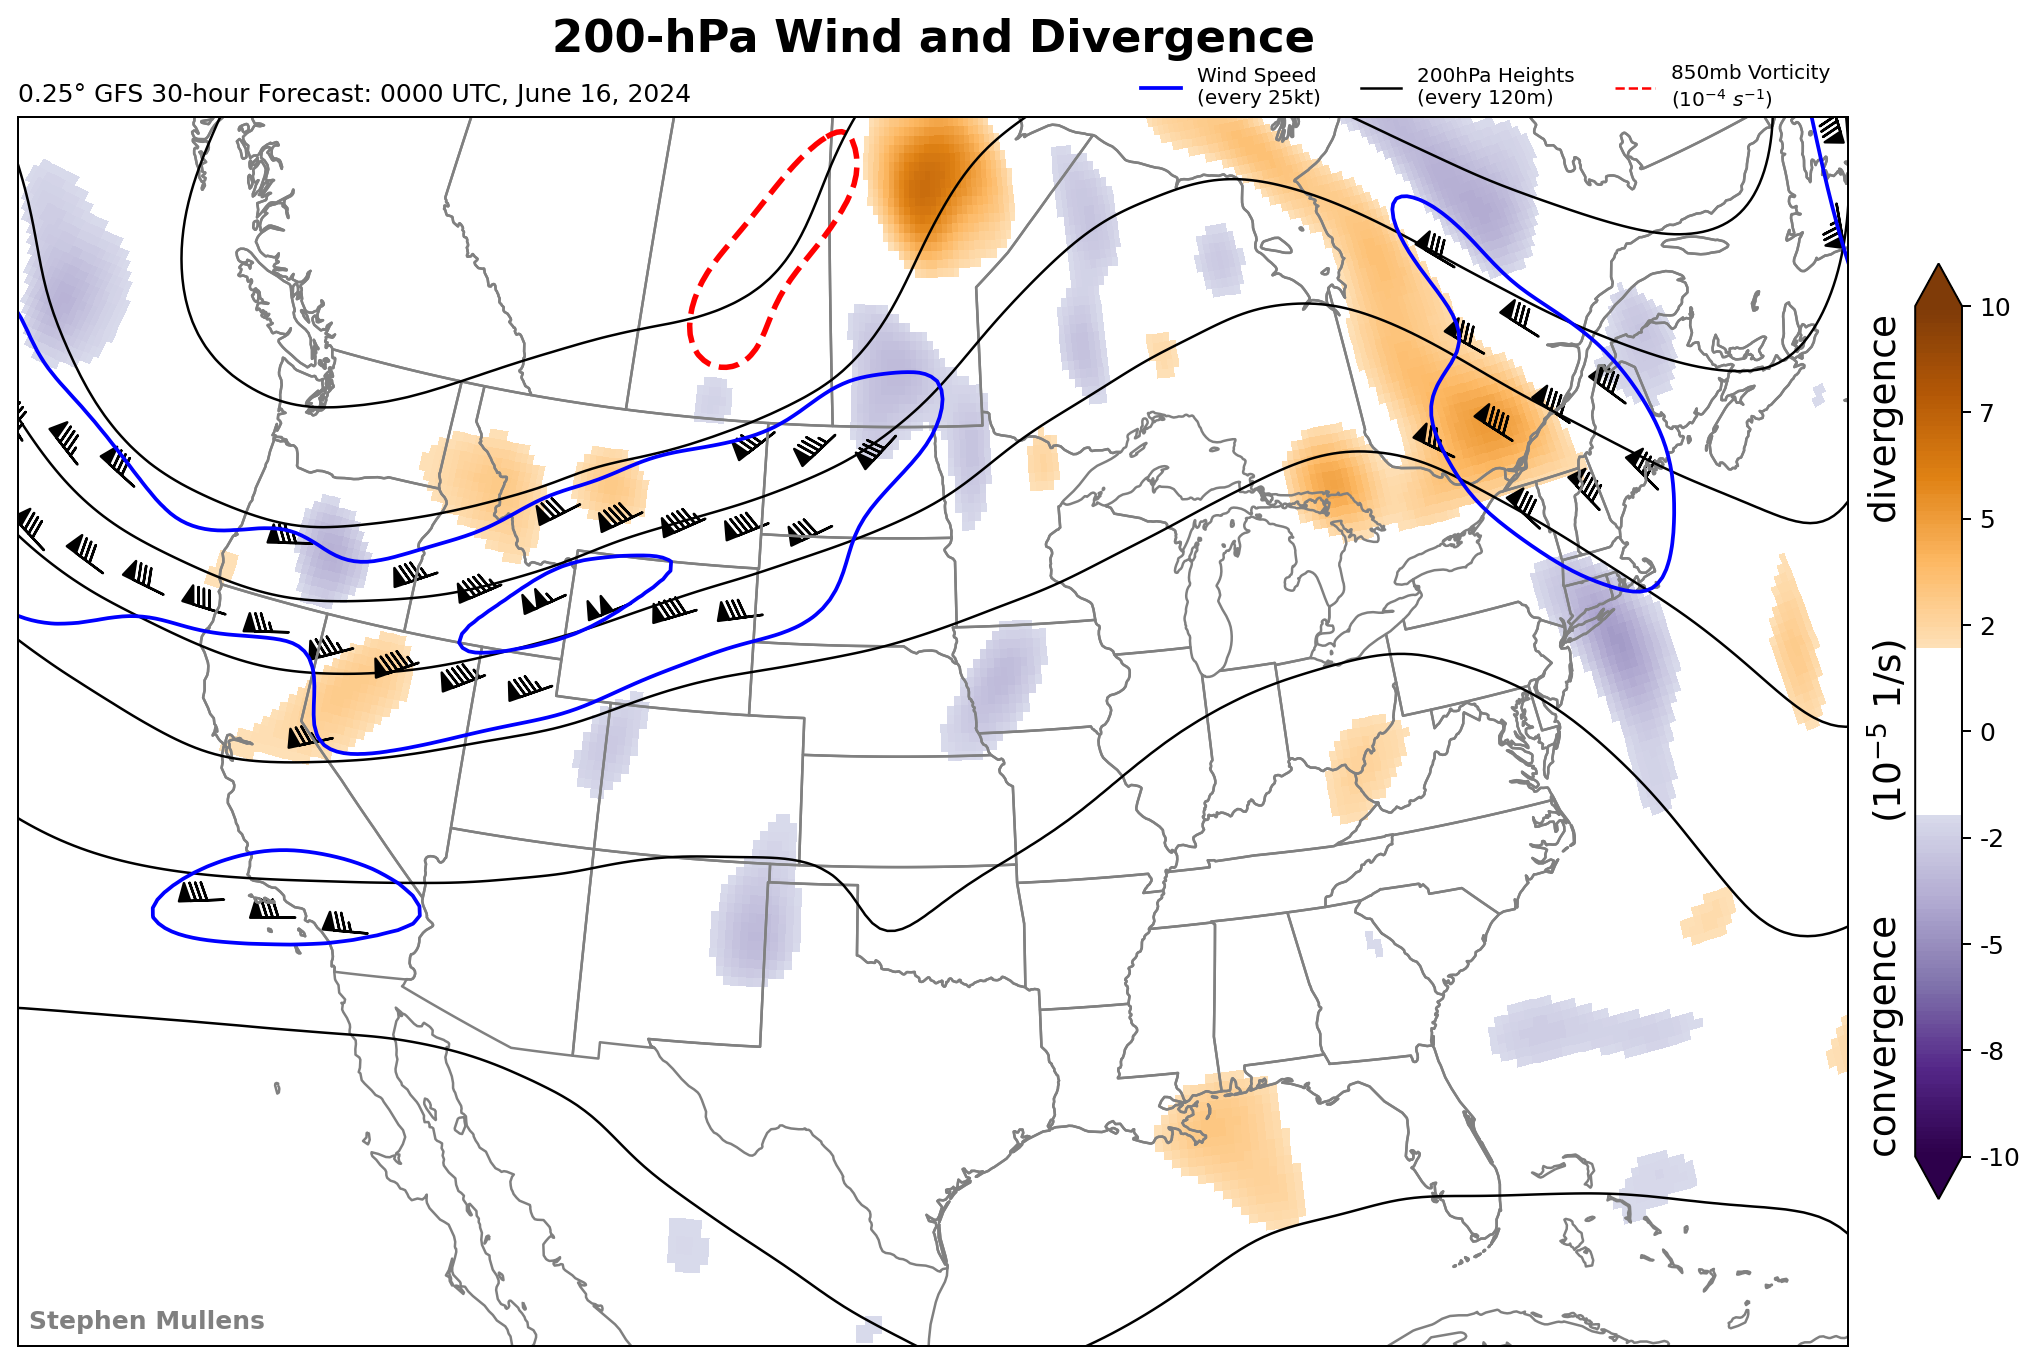 200-hPa Wind and Divergence
0.25° GFS 30-hour Forecast: 0000 UTC, June 16, 2024
Wind Speed
(every 25kt)
200hPa Heights
(every 120m)
850mb Vorticity
(10⁻⁴ s⁻¹)
10
7
5
2
0
-2
-5
-8
-10
convergence (10⁻⁵ 1/s) divergence
Stephen Mullens